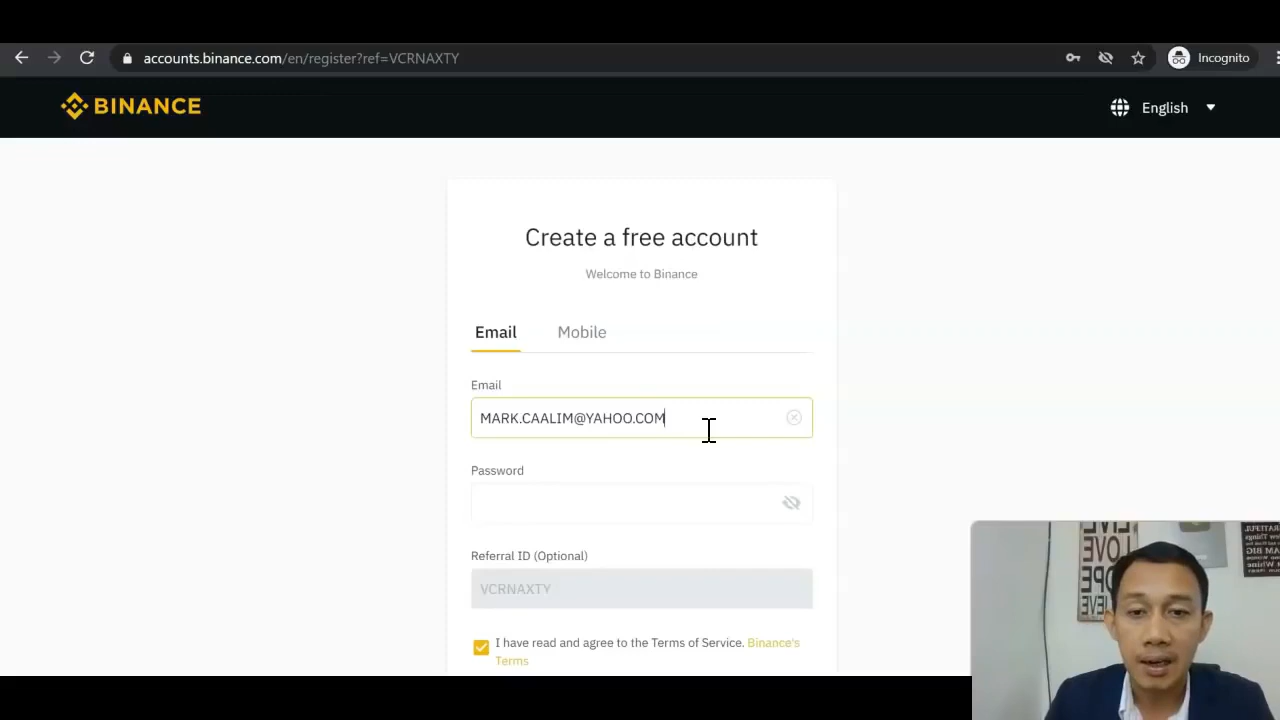 accounts.binance.com/en/register?ref=VCRNAXTY
Incognito
BINANCE
English
Create a free account
Welcome to Binance
Email
Mobile
Email
MARK.CAALIM@YAHOO.COM
Password
Referral ID (Optional)
VCRNAXTY
I have read and agree to the Terms of Service. Binance's
Terms
LIVE
LOVE